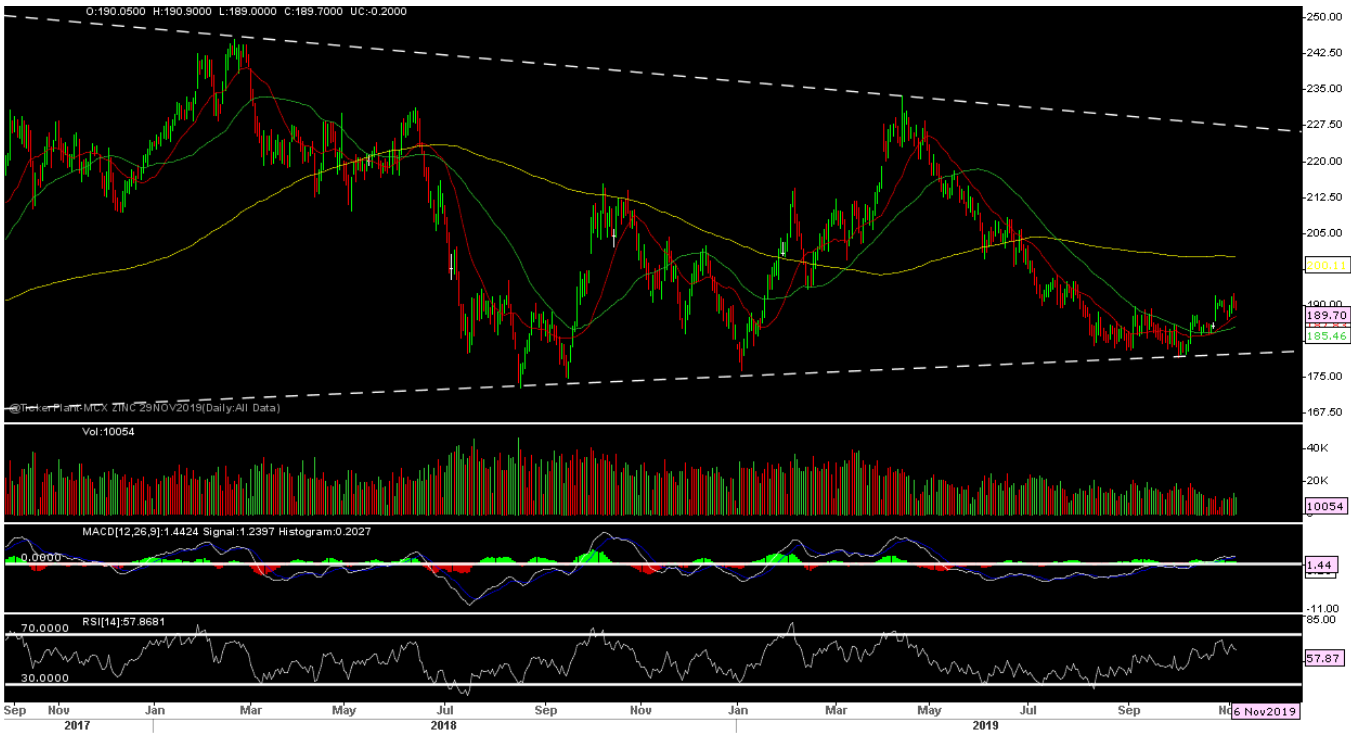 O:190.0500 H:190.9000 L:189.0000 C:189.7000 UC:-0.2000
250.00
242.50
235.00
227.50
220.00
212.50
205.00
200.11
190.00
189.70
185.46
175.00
167.50
@TickerPlant-MCX ZINC 29NOV2019(Daily:All Data)
Vol:10054
40K
20K
10054
0
MACD[12,26,9]:1.4424 Signal:1.2397 Histogram:0.2027
0.0000
1.44
-11.00
RSI[14]:57.8681
85.00
70.0000
57.87
30.0000
Sep Nov Jan Mar May Jul Sep Nov Jan Mar May Jul Sep 6 Nov2019
2017 2018 2019